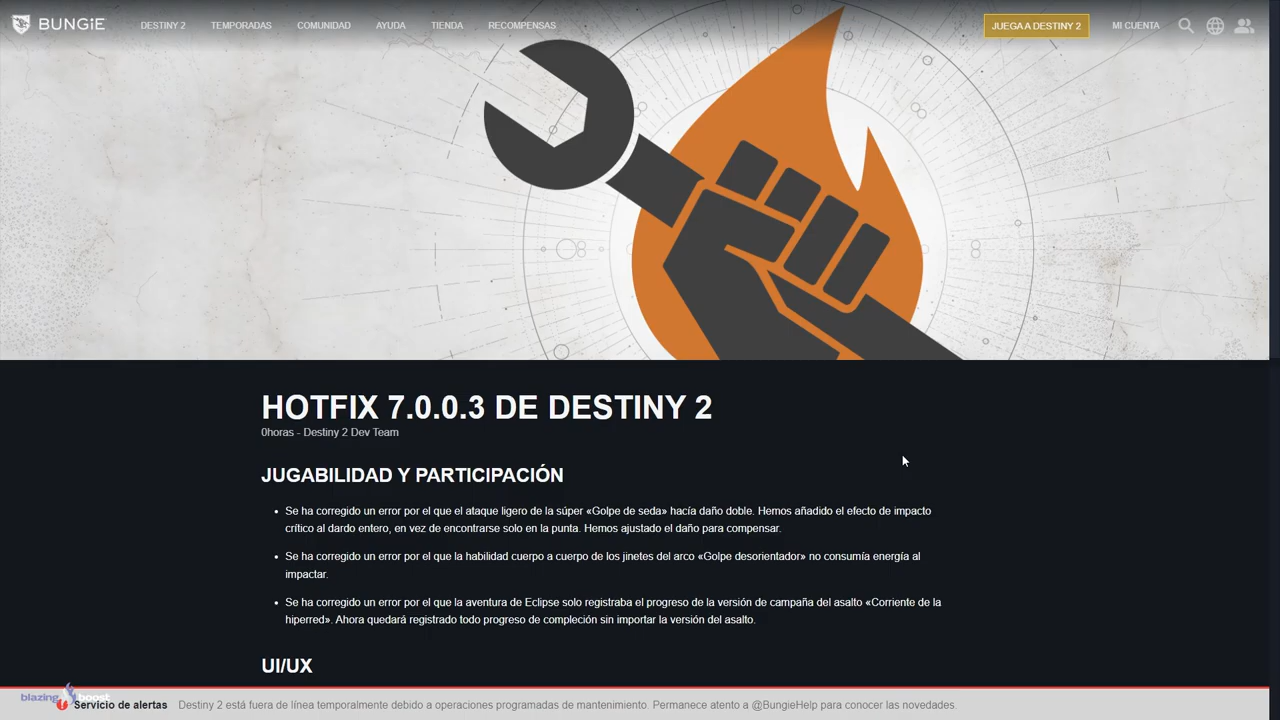 BUNGiE
DESTINY 2 TEMPORADAS COMUNIDAD AYUDA TIENDA RECOMPENSAS JUEGA A DESTINY 2 MI CUENTA
HOTFIX 7.0.0.3 DE DESTINY 2
0horas - Destiny 2 Dev Team
JUGABILIDAD Y PARTICIPACIÓN
• Se ha corregido un error por el que el ataque ligero de la súper «Golpe de seda» hacía daño doble. Hemos añadido el efecto de impacto
crítico al dardo entero, en vez de encontrarse solo en la punta. Hemos ajustado el daño para compensar.
• Se ha corregido un error por el que la habilidad cuerpo a cuerpo de los jinetes del arco «Golpe desorientador» no consumía energía al
impactar.
• Se ha corregido un error por el que la aventura de Eclipse solo registraba el progreso de la versión de campaña del asalto «Corriente de la
hiperred». Ahora quedará registrado todo progreso de compleción sin importar la versión del asalto.
UI/UX
blazing boost
Servicio de alertas Destiny 2 está fuera de línea temporalmente debido a operaciones programadas de mantenimiento. Permanece atento a @BungieHelp para conocer las novedades.